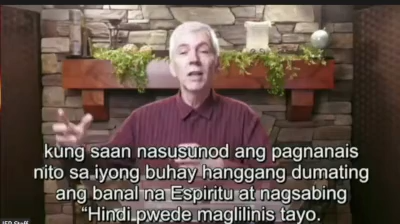 kung saan nasusunod ang pagnanais
nito sa iyong buhay hanggang dumating
ang banal na Espiritu at nagsabing
“Hindi pwede maglilinis tayo.